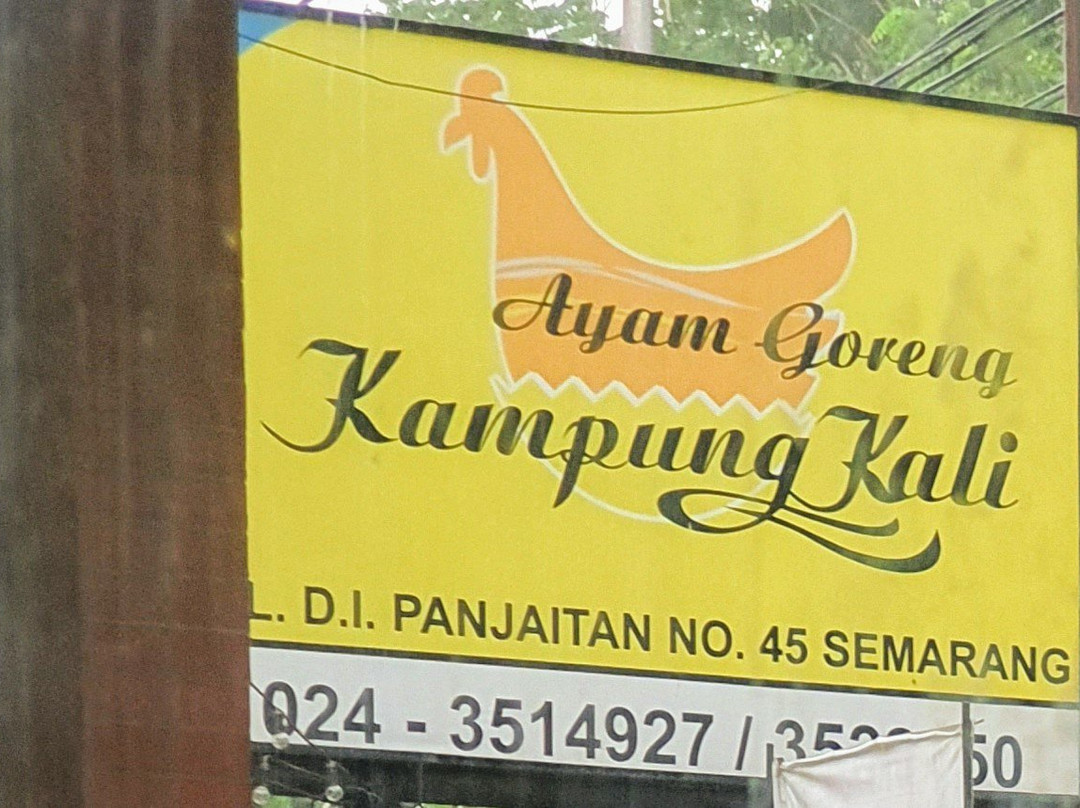 Ayam Goreng
Kampung Kali
L. D.I. PANJAITAN NO. 45 SEMARANG
024 - 3514927 /